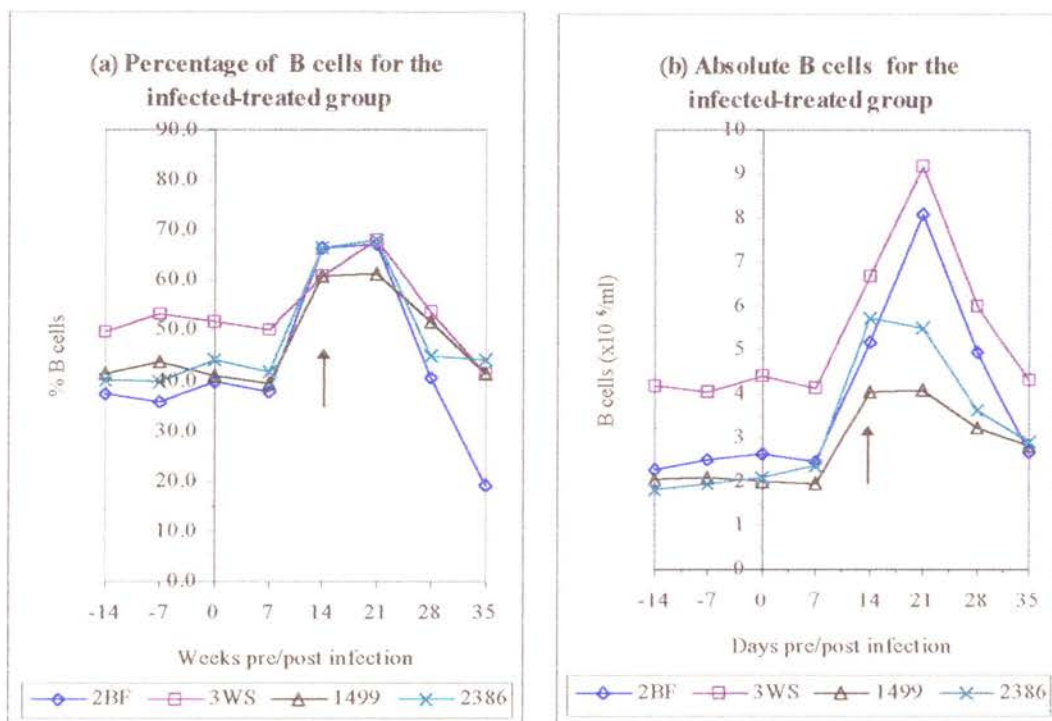 (a) Percentage of B cells for the
infected-treated group
90.0
80.0
70.0
60.0
50.0
40.0
30.0
20.0
10.0
0.0
% B cells
-14 -7 0 7 14 21 28 35
Weeks pre/post infection
2BF 3WS 1499 2386
(b) Absolute B cells for the
infected-treated group
10
9
8
7
6
5
4
3
2
1
0
B cells (x10 6/ml)
-14 -7 0 7 14 21 28 35
Days pre/post infection
2BF 3WS 1499 2386